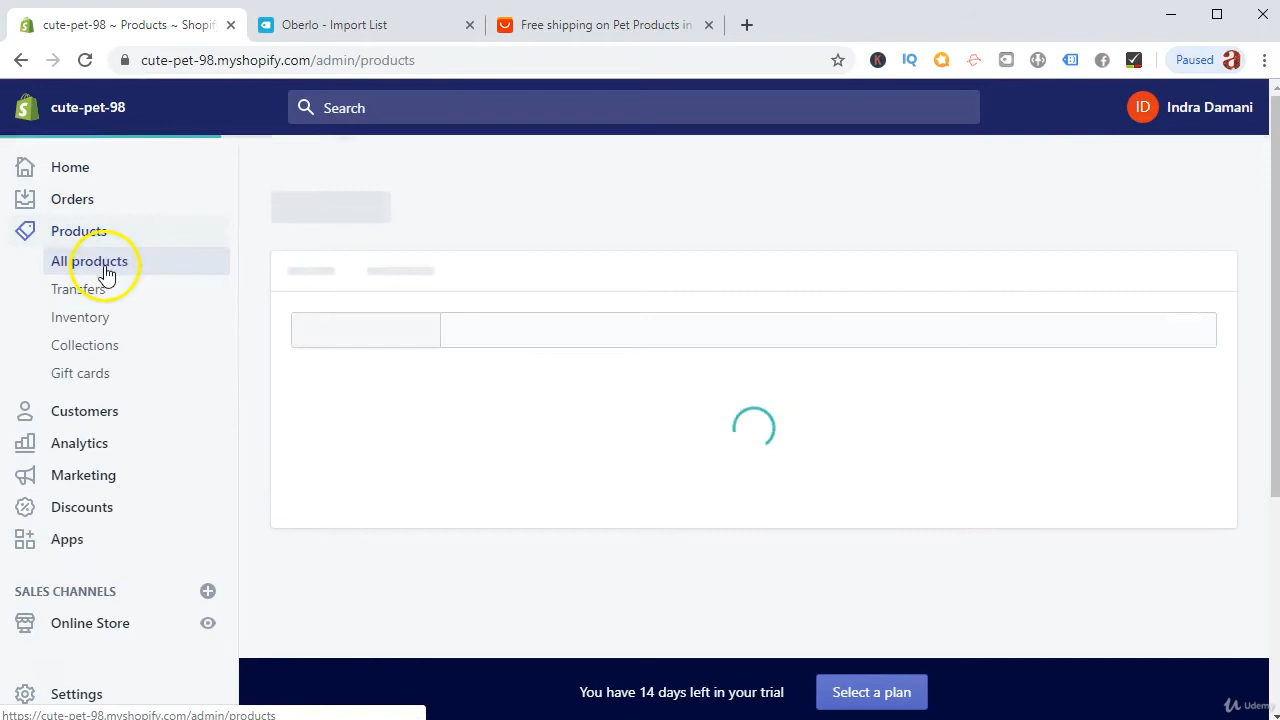 cute-pet-98 ~ Products ~ Shopify
Oberlo - Import List
Free shipping on Pet Products in
cute-pet-98.myshopify.com/admin/products
IQ
Paused
cute-pet-98
Search
ID
Indra Damani
Home
Orders
Products
All products
Transfers
Inventory
Collections
Gift cards
Customers
Analytics
Marketing
Discounts
Apps
SALES CHANNELS
Online Store
Settings
You have 14 days left in your trial
Select a plan
https://cute-pet-98.myshopify.com/admin/products
Udemy